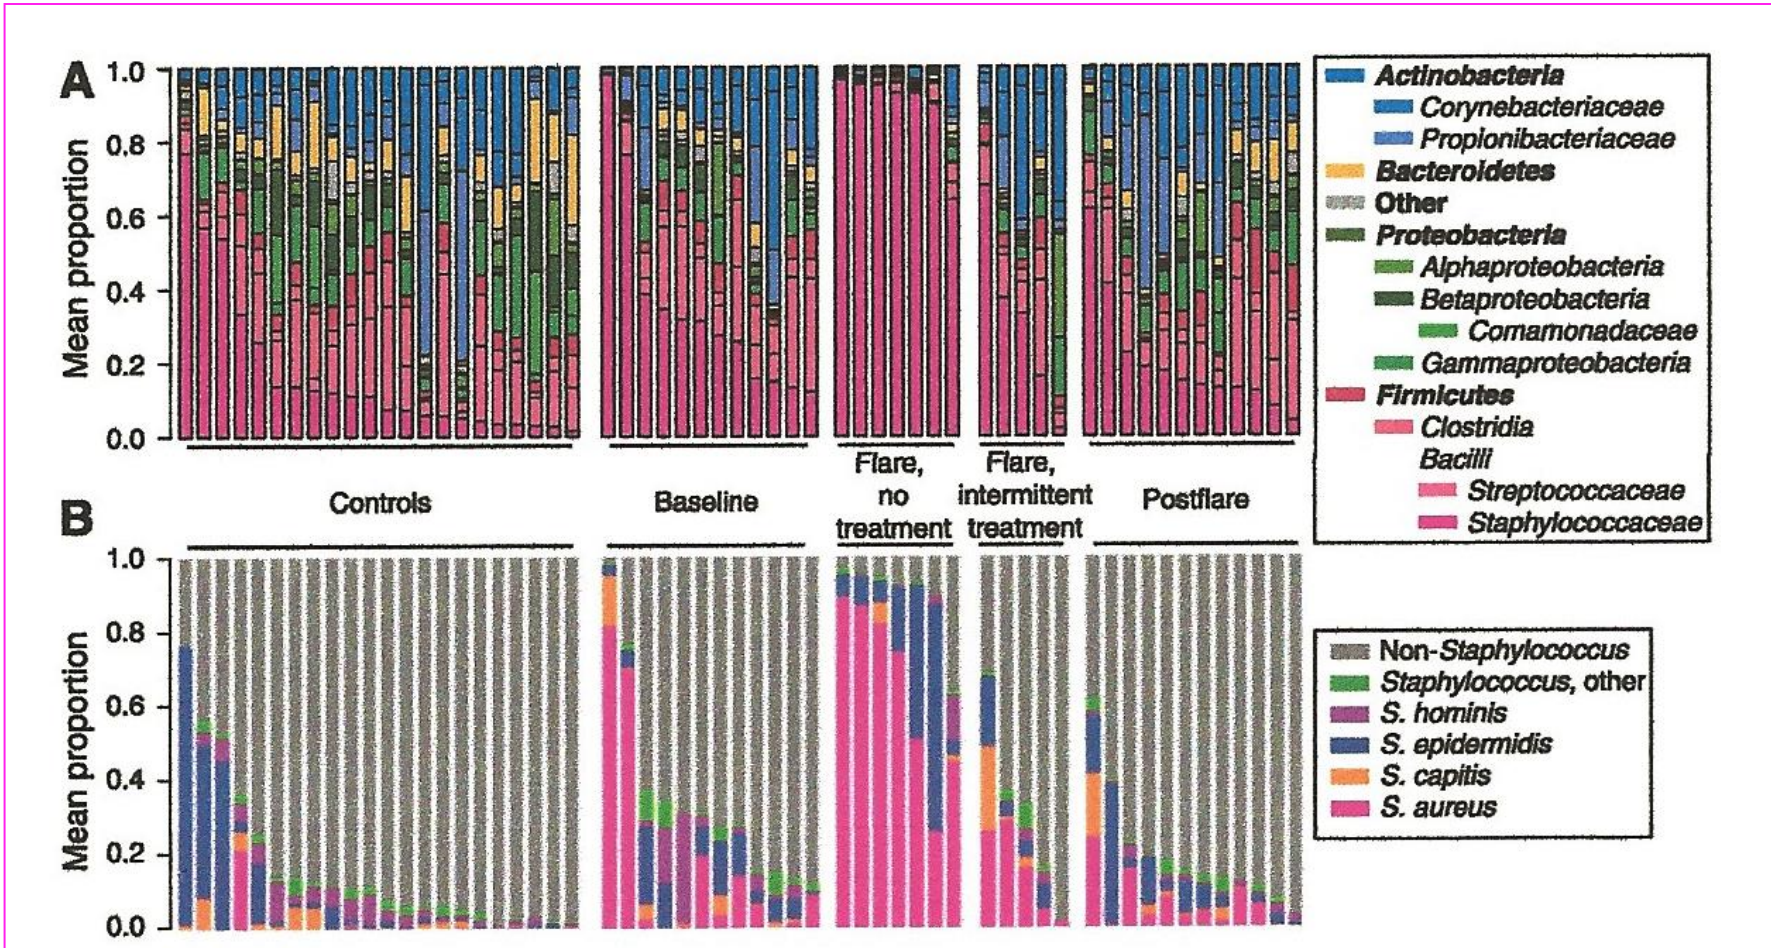 A
Mean proportion
1.0
0.8
0.6
0.4
0.2
0.0
Controls
Baseline
Flare,
no
treatment
Flare,
intermittent
treatment
Postflare
Actinobacteria
Corynebacteriaceae
Propionibacteriaceae
Bacteroidetes
Other
Proteobacteria
Alphaproteobacteria
Betaproteobacteria
Comamonadaceae
Gammaproteobacteria
Firmicutes
Clostridia
Bacilli
Streptococcaceae
Staphylococcaceae
B
Mean proportion
1.0
0.8
0.6
0.4
0.2
0.0
Non-Staphylococcus
Staphylococcus, other
S. hominis
S. epidermidis
S. capitis
S. aureus